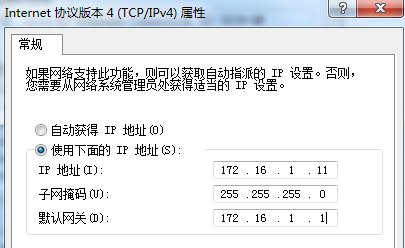 Internet 协议版本 4 (TCP/IPv4) 属性
常规
如果网络支持此功能，则可以获取自动指派的 IP 设置。否则，
您需要从网络系统管理员处获得适当的 IP 设置。
自动获得 IP 地址(O)
使用下面的 IP 地址(S):
IP 地址(I): 172 . 16 . 1 . 11
子网掩码(U): 255 .255 .255 . 0
默认网关(D): 172 . 16 . 1 . 1